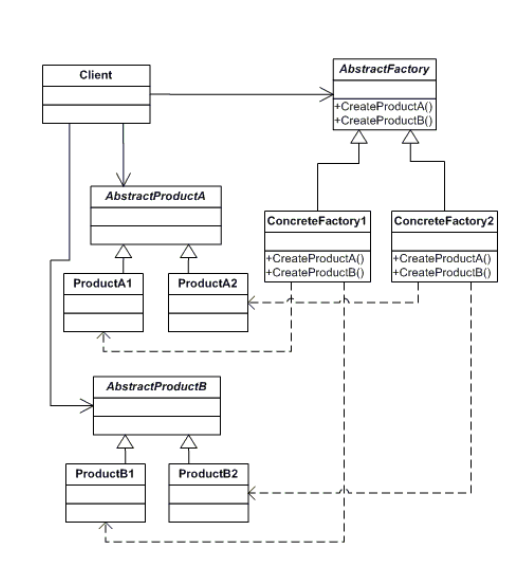 Client
AbstractFactory
+CreateProductA()
+CreateProductB()
AbstractProductA
ConcreteFactory1
+CreateProductA()
+CreateProductB()
ConcreteFactory2
+CreateProductA()
+CreateProductB()
ProductA1
ProductA2
AbstractProductB
ProductB1
ProductB2